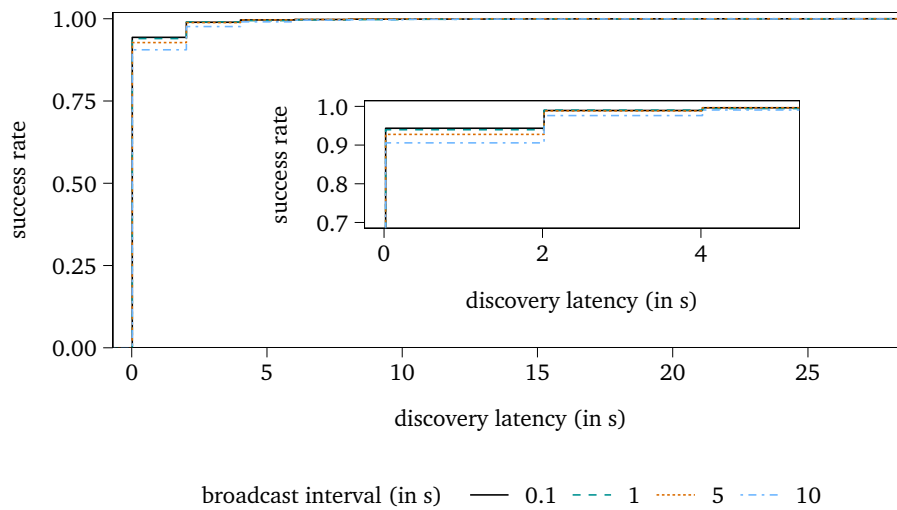 1.00
0.75
0.50
0.25
0.00
success rate
1.0
0.9
0.8
0.7
success rate
0 2 4
discovery latency (in s)
0 5 10 15 20 25
discovery latency (in s)
broadcast interval (in s) 0.1 1 5 10